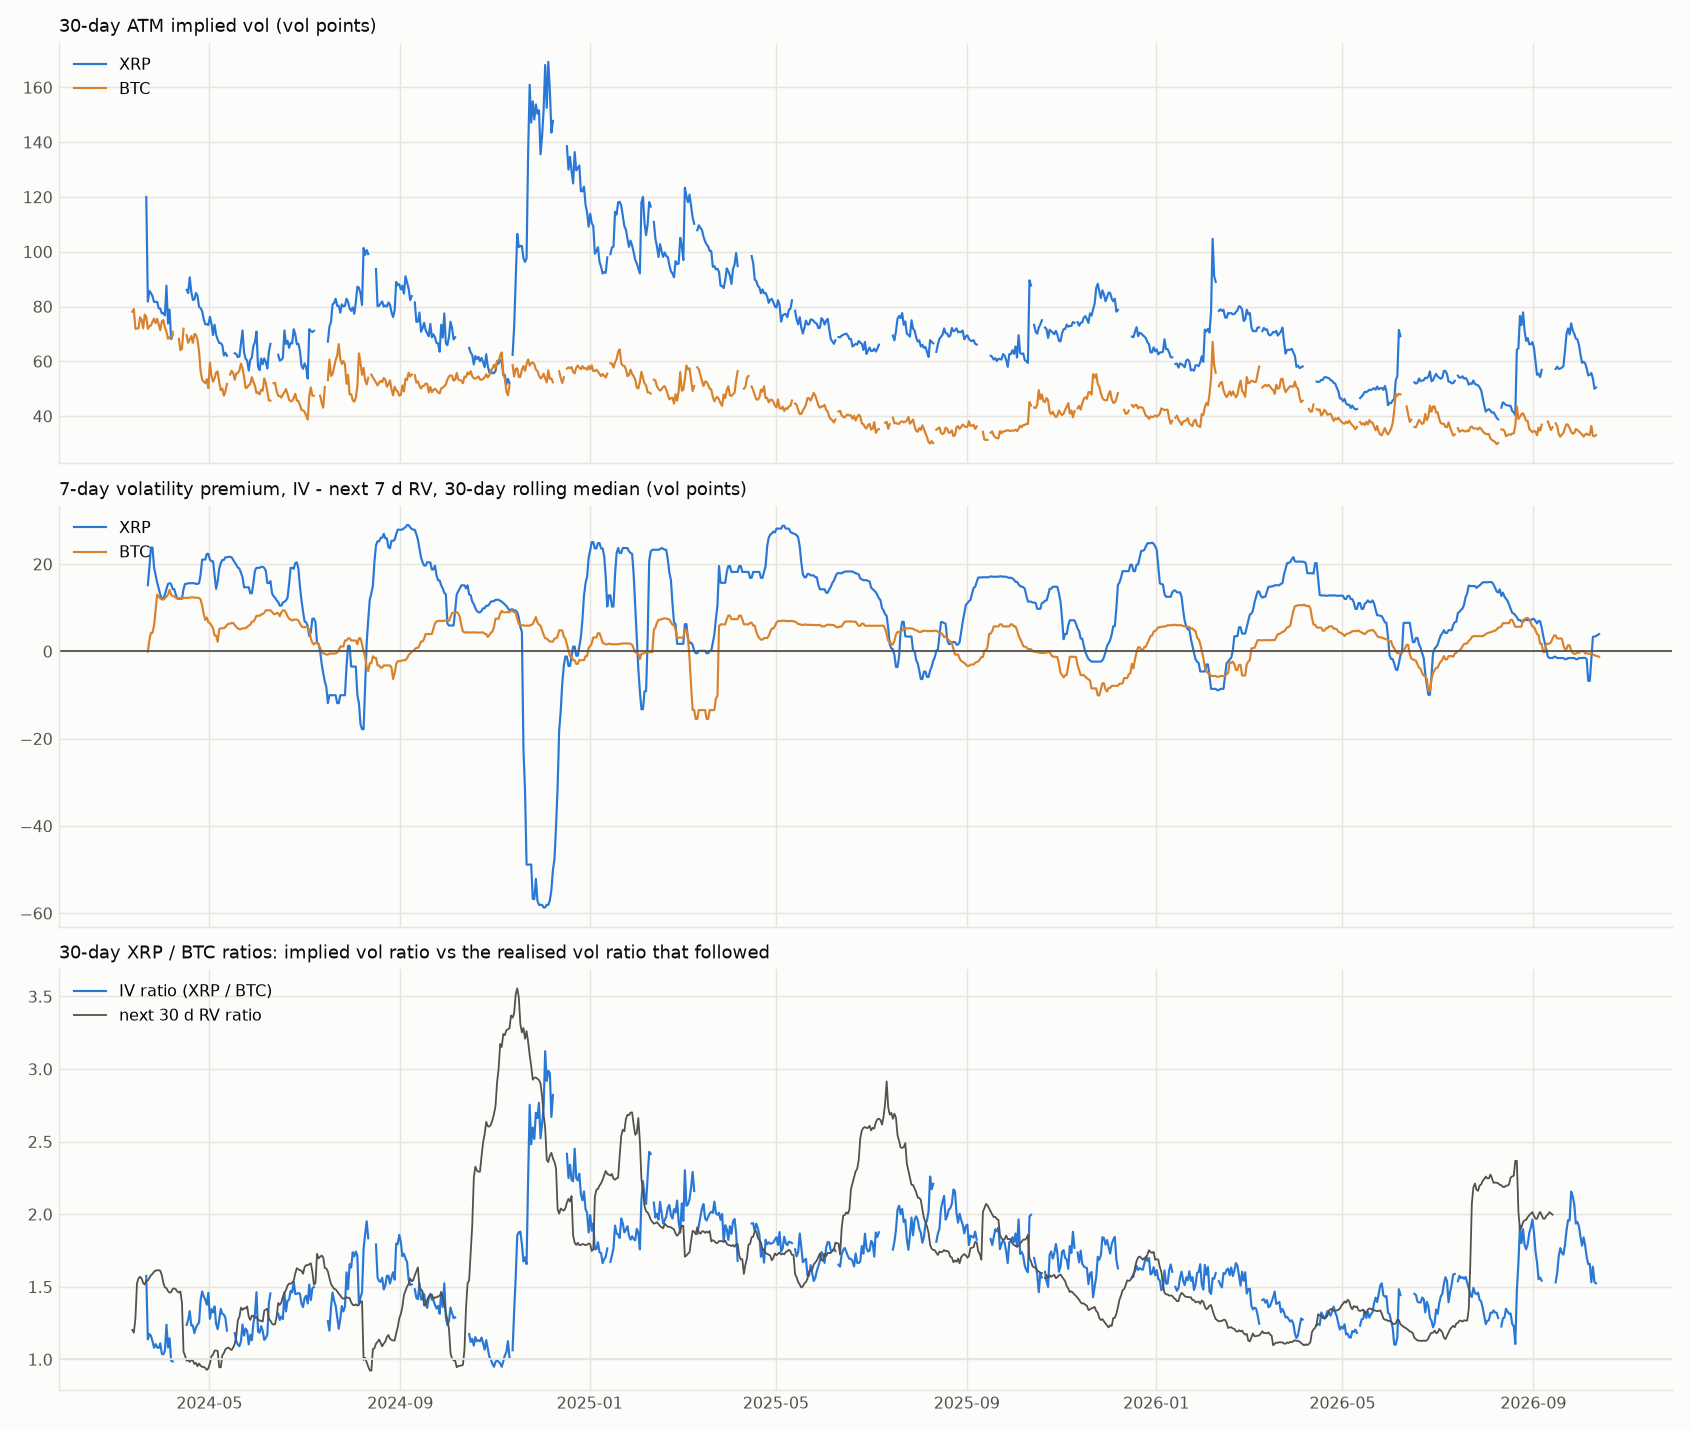 30-day ATM implied vol (vol points)
XRP
BTC
160
140
120
100
80
60
40
7-day volatility premium, IV - next 7 d RV, 30-day rolling median (vol points)
XRP
BTC
20
0
−20
−40
−60
30-day XRP / BTC ratios: implied vol ratio vs the realised vol ratio that followed
IV ratio (XRP / BTC)
next 30 d RV ratio
3.5
3.0
2.5
2.0
1.5
1.0
2024-05 2024-09 2025-01 2025-05 2025-09 2026-01 2026-05 2026-09